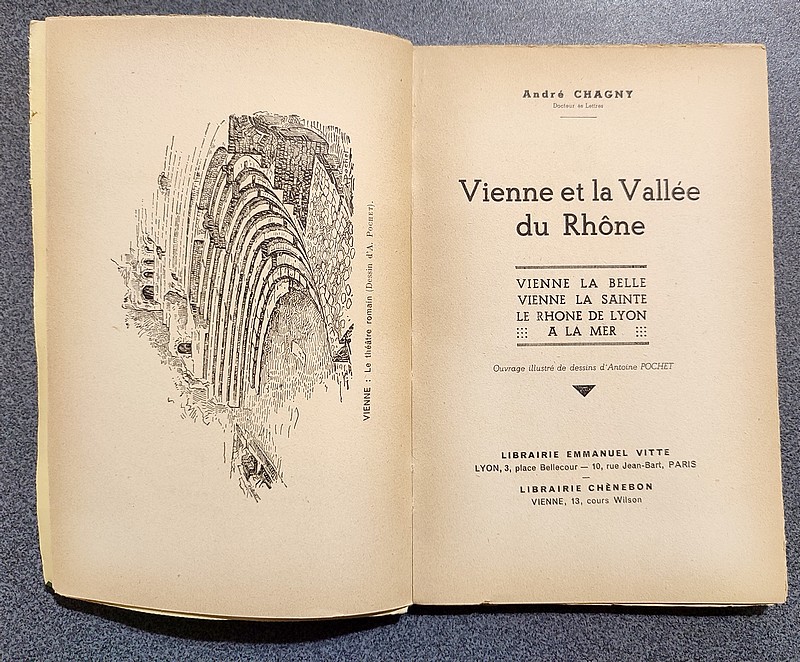 VIENNE : Le théâtre romain (Dessin d'A. POCHET).
André CHAGNY
Docteur ès Lettres
Vienne et la Vallée
du Rhône
VIENNE LA BELLE
VIENNE LA SAINTE
LE RHONE DE LYON
A LA MER
Ouvrage illustré de dessins d'Antoine POCHET
LIBRAIRIE EMMANUEL VITTE
LYON, 3, place Bellecour — 10, rue Jean-Bart, PARIS
LIBRAIRIE CHÈNEBON
VIENNE, 13, cours Wilson